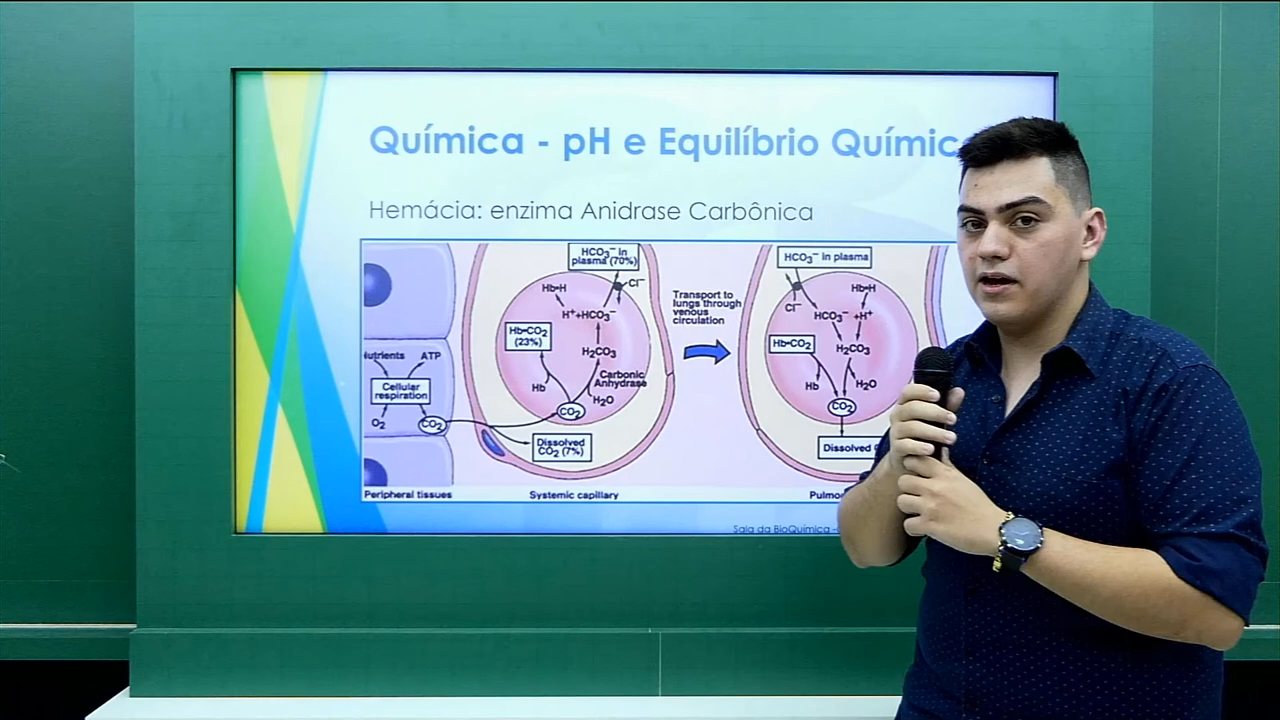 Química - pH e Equilíbrio Químic
Hemácia: enzima Anidrase Carbônica
HCO₃⁻ in
plasma (70%)
Cl⁻
Hb•H
H⁺+HCO₃⁻
Hb•CO₂
(23%)
H₂CO₃
Carbonic
Anhydrase
Hb
H₂O
CO₂
Nutrients
ATP
Cellular
respiration
O₂
CO₂
Dissolved
CO₂ (7%)
Peripheral tissues
Systemic capillary
Transport to
lungs through
venous
circulation
HCO₃⁻ in plasma
Cl⁻
Hb•H
HCO₃⁻ +H⁺
Hb•CO₂
H₂CO₃
Hb
H₂O
CO₂
Dissolved
Pulmo
Sala da BioQuímica -